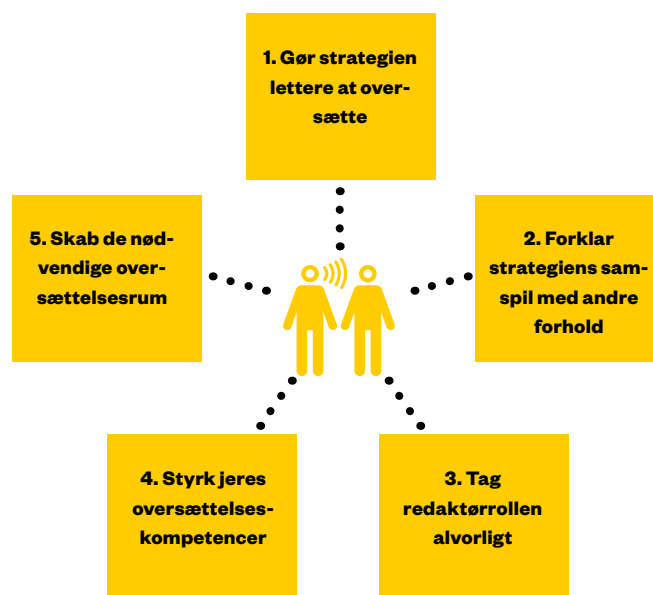 1. Gør strategien
lettere at over-
sætte
2. Forklar
strategiens sam-
spil med andre
forhold
3. Tag
redaktørrollen
alvorligt
4. Styrk jeres
oversættelses-
kompetencer
5. Skab de nød-
vendige over-
sættelsesrum